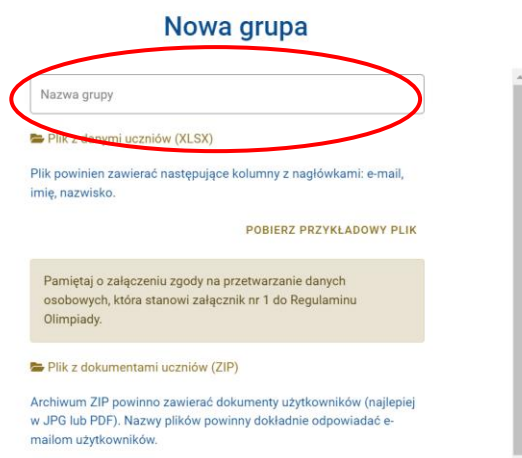 Nowa grupa
Nazwa grupy
Plik z danymi uczniów (XLSX)
Plik powinien zawierać następujące kolumny z nagłówkami: e-mail,
imię, nazwisko.
POBIERZ PRZYKŁADOWY PLIK
Pamiętaj o załączeniu zgody na przetwarzanie danych
osobowych, która stanowi załącznik nr 1 do Regulaminu
Olimpiady.
Plik z dokumentami uczniów (ZIP)
Archiwum ZIP powinno zawierać dokumenty użytkowników (najlepiej
w JPG lub PDF). Nazwy plików powinny dokładnie odpowiadać e-
mailom użytkowników.